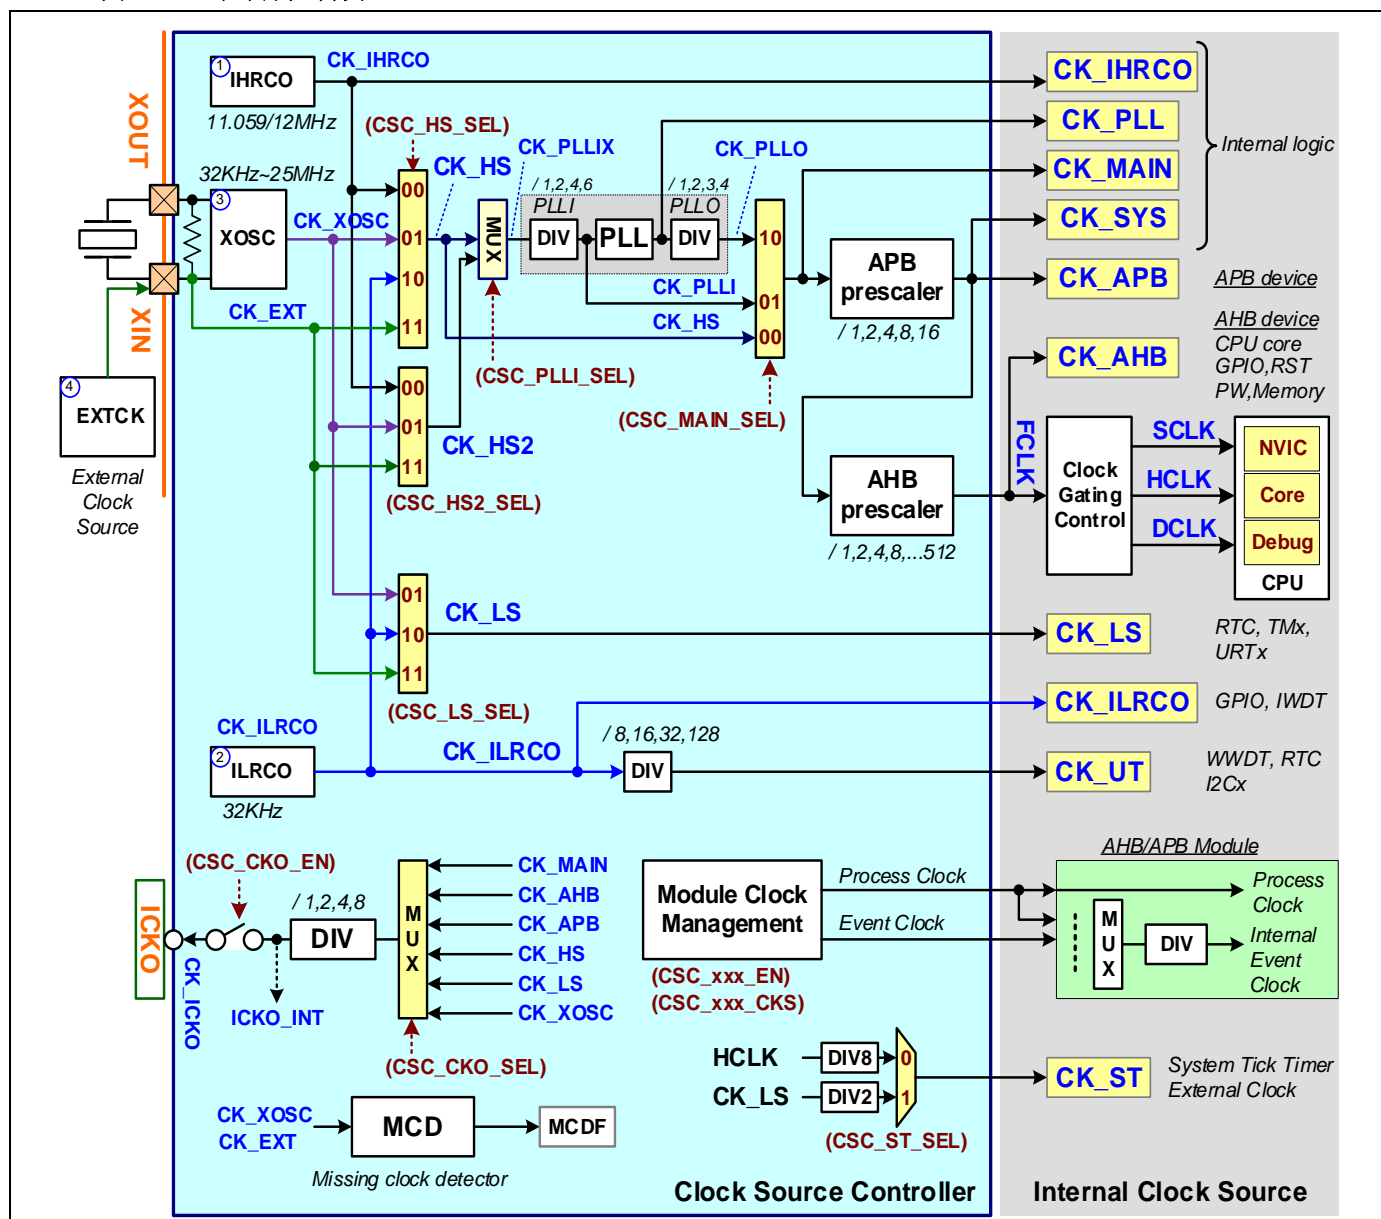 1
IHRCO
11.059/12MHz
CK_IHRCO
XOUT
XIN
32KHz~25MHz
3
XOSC
CK_XOSC
CK_EXT
4
EXTCK
External
Clock
Source
(CSC_HS_SEL)
00
01
10
11
CK_HS
CK_PLLIX
MUX
(CSC_PLLI_SEL)
/ 1,2,4,6
PLLI
DIV
PLL
/ 1,2,3,4
PLLO
DIV
CK_PLLO
CK_PLLI
CK_HS
10
01
00
(CSC_MAIN_SEL)
APB
prescaler
/ 1,2,4,8,16
00
01
11
CK_HS2
(CSC_HS2_SEL)
AHB
prescaler
/ 1,2,4,8,...512
01
10
11
CK_LS
(CSC_LS_SEL)
CK_ILRCO
2
ILRCO
32KHz
CK_ILRCO
/ 8,16,32,128
DIV
CK_IHRCO
CK_PLL
CK_MAIN
CK_SYS
Internal logic
CK_APB
APB device
CK_AHB
AHB device
CPU core
GPIO,RST
PW,Memory
FCLK
Clock
Gating
Control
SCLK
HCLK
DCLK
NVIC
Core
Debug
CPU
CK_LS
RTC, TMx,
URTx
CK_ILRCO
GPIO, IWDT
CK_UT
WWDT, RTC
I2Cx
ICKO
CK_ICKO
(CSC_CKO_EN)
ICKO_INT
/ 1,2,4,8
DIV
MUX
CK_MAIN
CK_AHB
CK_APB
CK_HS
CK_LS
CK_XOSC
(CSC_CKO_SEL)
Module Clock
Management
(CSC_xxx_EN)
(CSC_xxx_CKS)
Process Clock
Event Clock
AHB/APB Module
MUX
DIV
Process
Clock
Internal
Event
Clock
HCLK
DIV8
0
CK_LS
DIV2
1
(CSC_ST_SEL)
CK_ST
System Tick Timer
External Clock
CK_XOSC
CK_EXT
MCD
MCDF
Missing clock detector
Clock Source Controller
Internal Clock Source